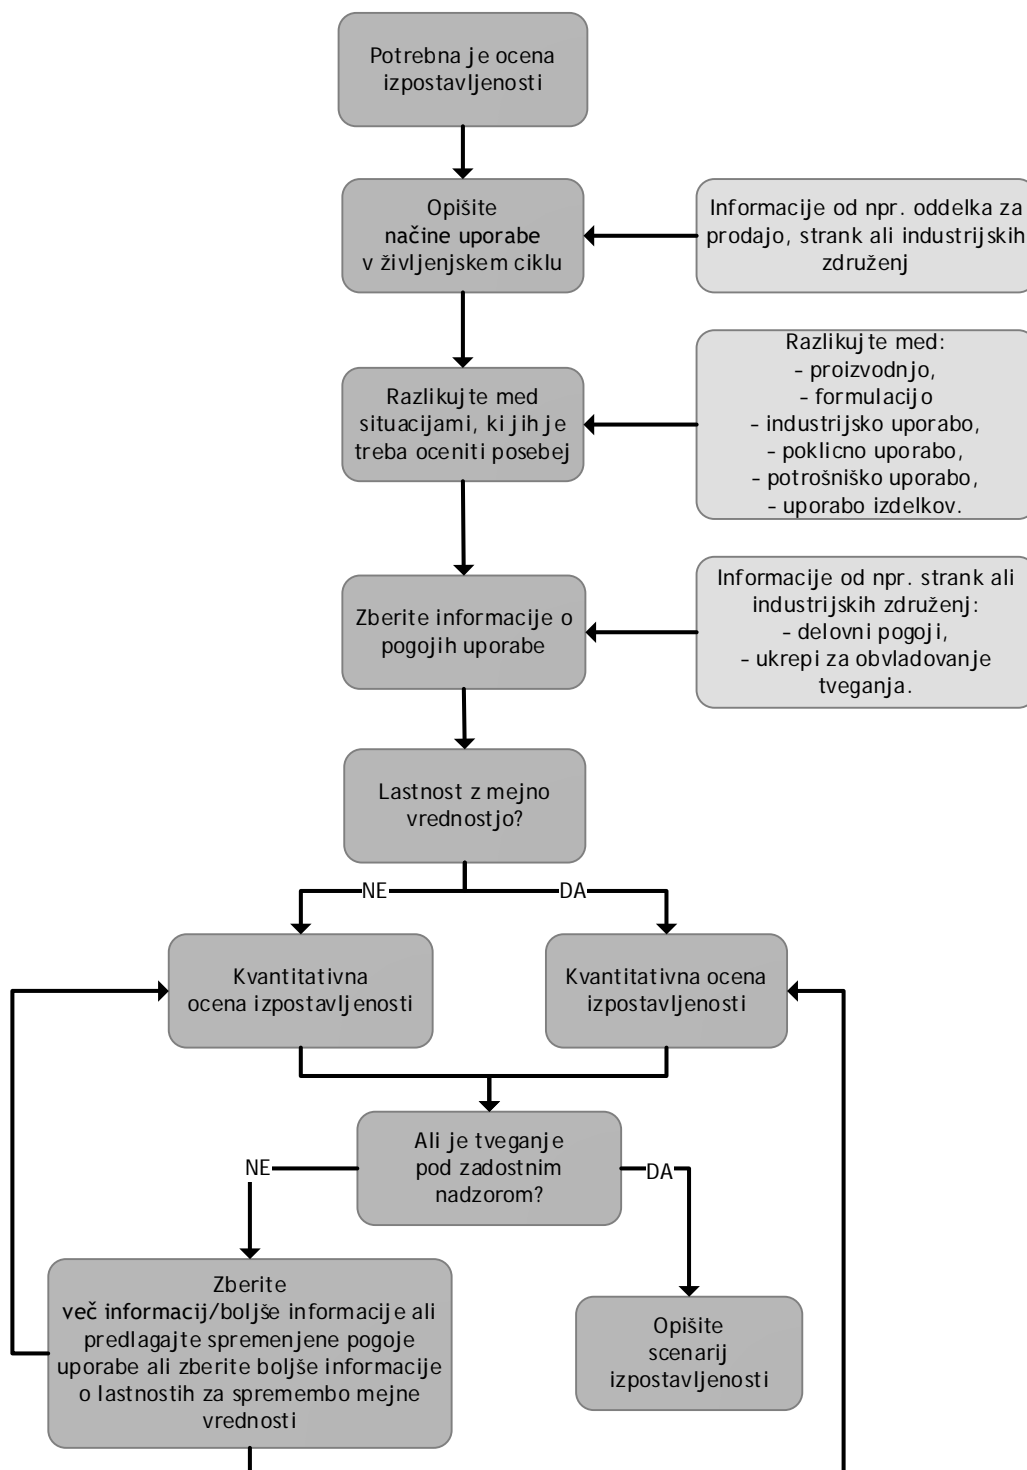 Potrebna je ocena
izpostavljenosti
Opišite
načine uporabe
v življenjskem ciklu
Informacije od npr. oddelka za
prodajo, strank ali industrijskih
združenj
Razlikujte med
situacijami, ki jih je
treba oceniti posebej
Razlikujte med:
– proizvodnjo,
– formulacijo
– industrijsko uporabo,
– poklicno uporabo,
– potrošniško uporabo,
– uporabo izdelkov.
Zberite informacije o
pogojih uporabe
Informacije od npr. strank ali
industrijskih združenj:
– delovni pogoji,
– ukrepi za obvladovanje
tveganja.
Lastnost z mejno
vrednostjo?
NE
DA
Kvantitativna
ocena izpostavljenosti
Kvantitativna ocena
izpostavljenosti
Ali je tveganje
pod zadostnim
nadzorom?
NE
DA
Zberite
več informacij/boljše informacije ali
predlagajte spremenjene pogoje
uporabe ali zberite boljše informacije
o lastnostih za spremembo mejne
vrednosti
Opišite
scenarij
izpostavljenosti